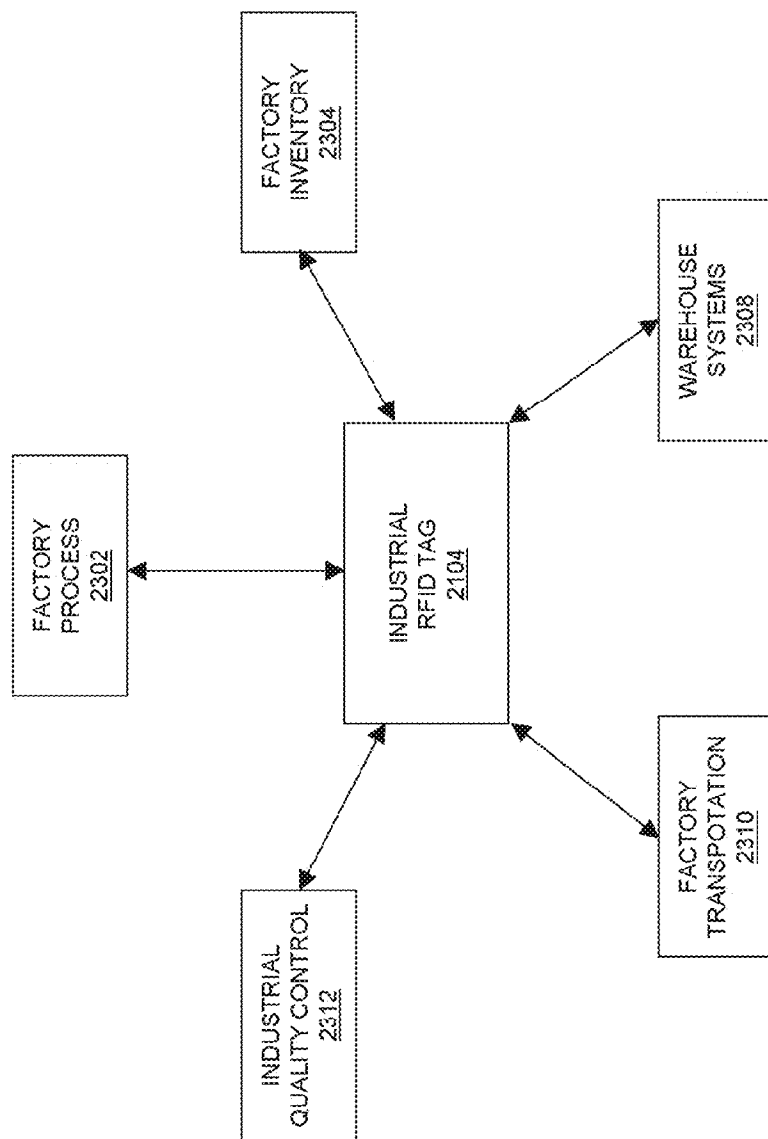 FACTORY
PROCESS
2302
FACTORY
INVENTORY
2304
INDUSTRIAL
QUALITY CONTROL
2312
INDUSTRIAL
RFID TAG
2104
FACTORY
TRANSPOTATION
2310
WAREHOUSE
SYSTEMS
2308